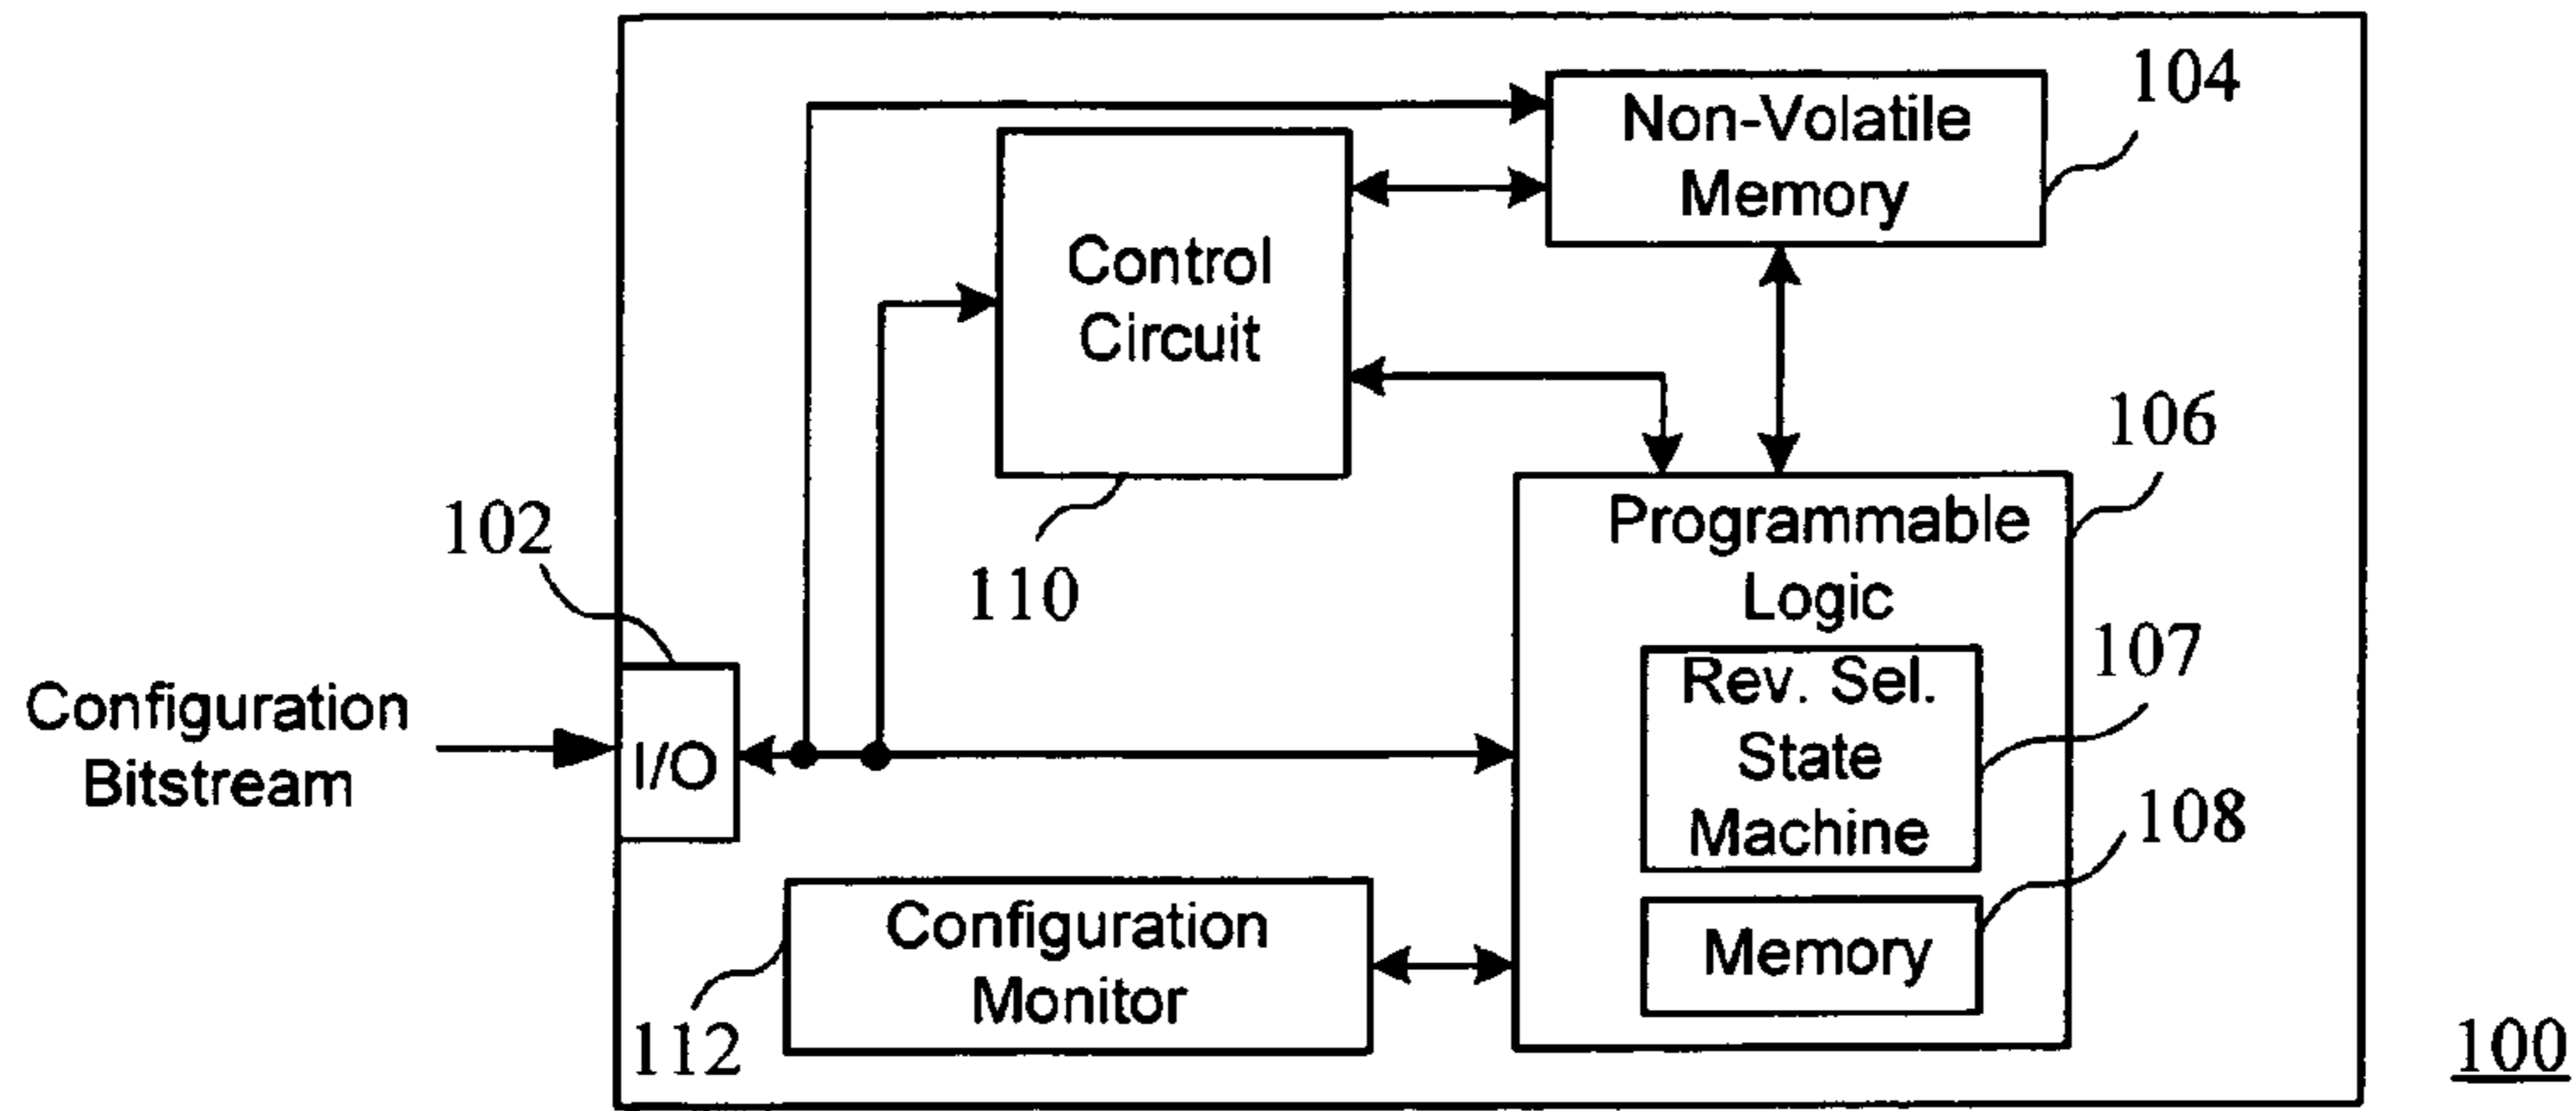 104
Non-Volatile
Memory
Control
Circuit
110
106
Programmable
Logic
102
107
Rev. Sel.
State
Machine
Configuration
Bitstream
I/O
108
Memory
Configuration
Monitor
112
100